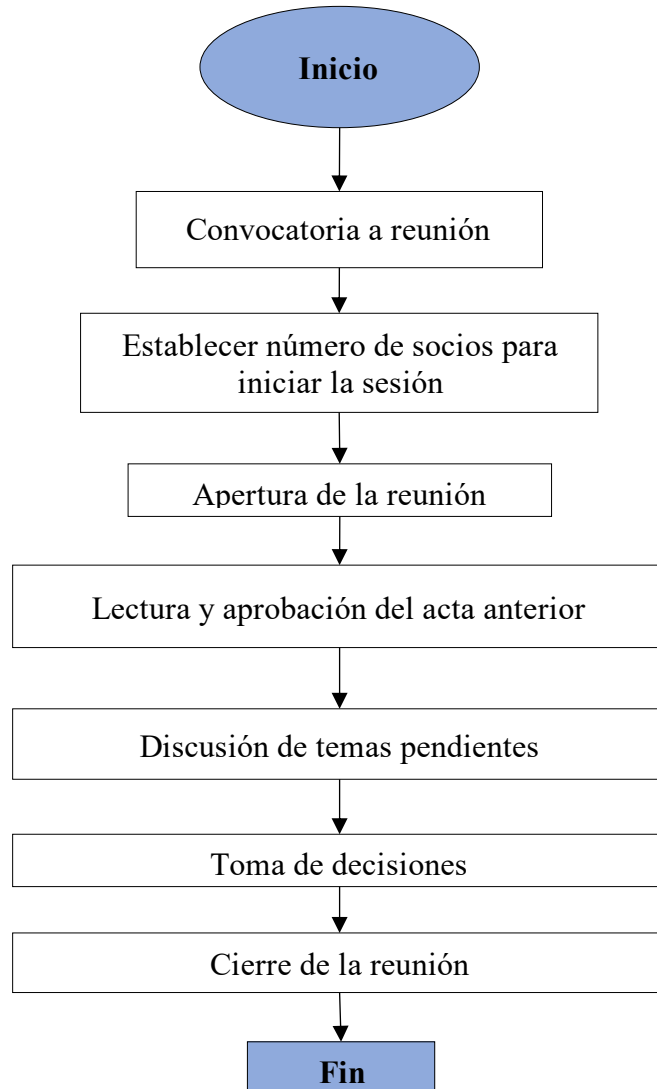 Inicio
Convocatoria a reunión
Establecer número de socios para
iniciar la sesión
Apertura de la reunión
Lectura y aprobación del acta anterior
Discusión de temas pendientes
Toma de decisiones
Cierre de la reunión
Fin